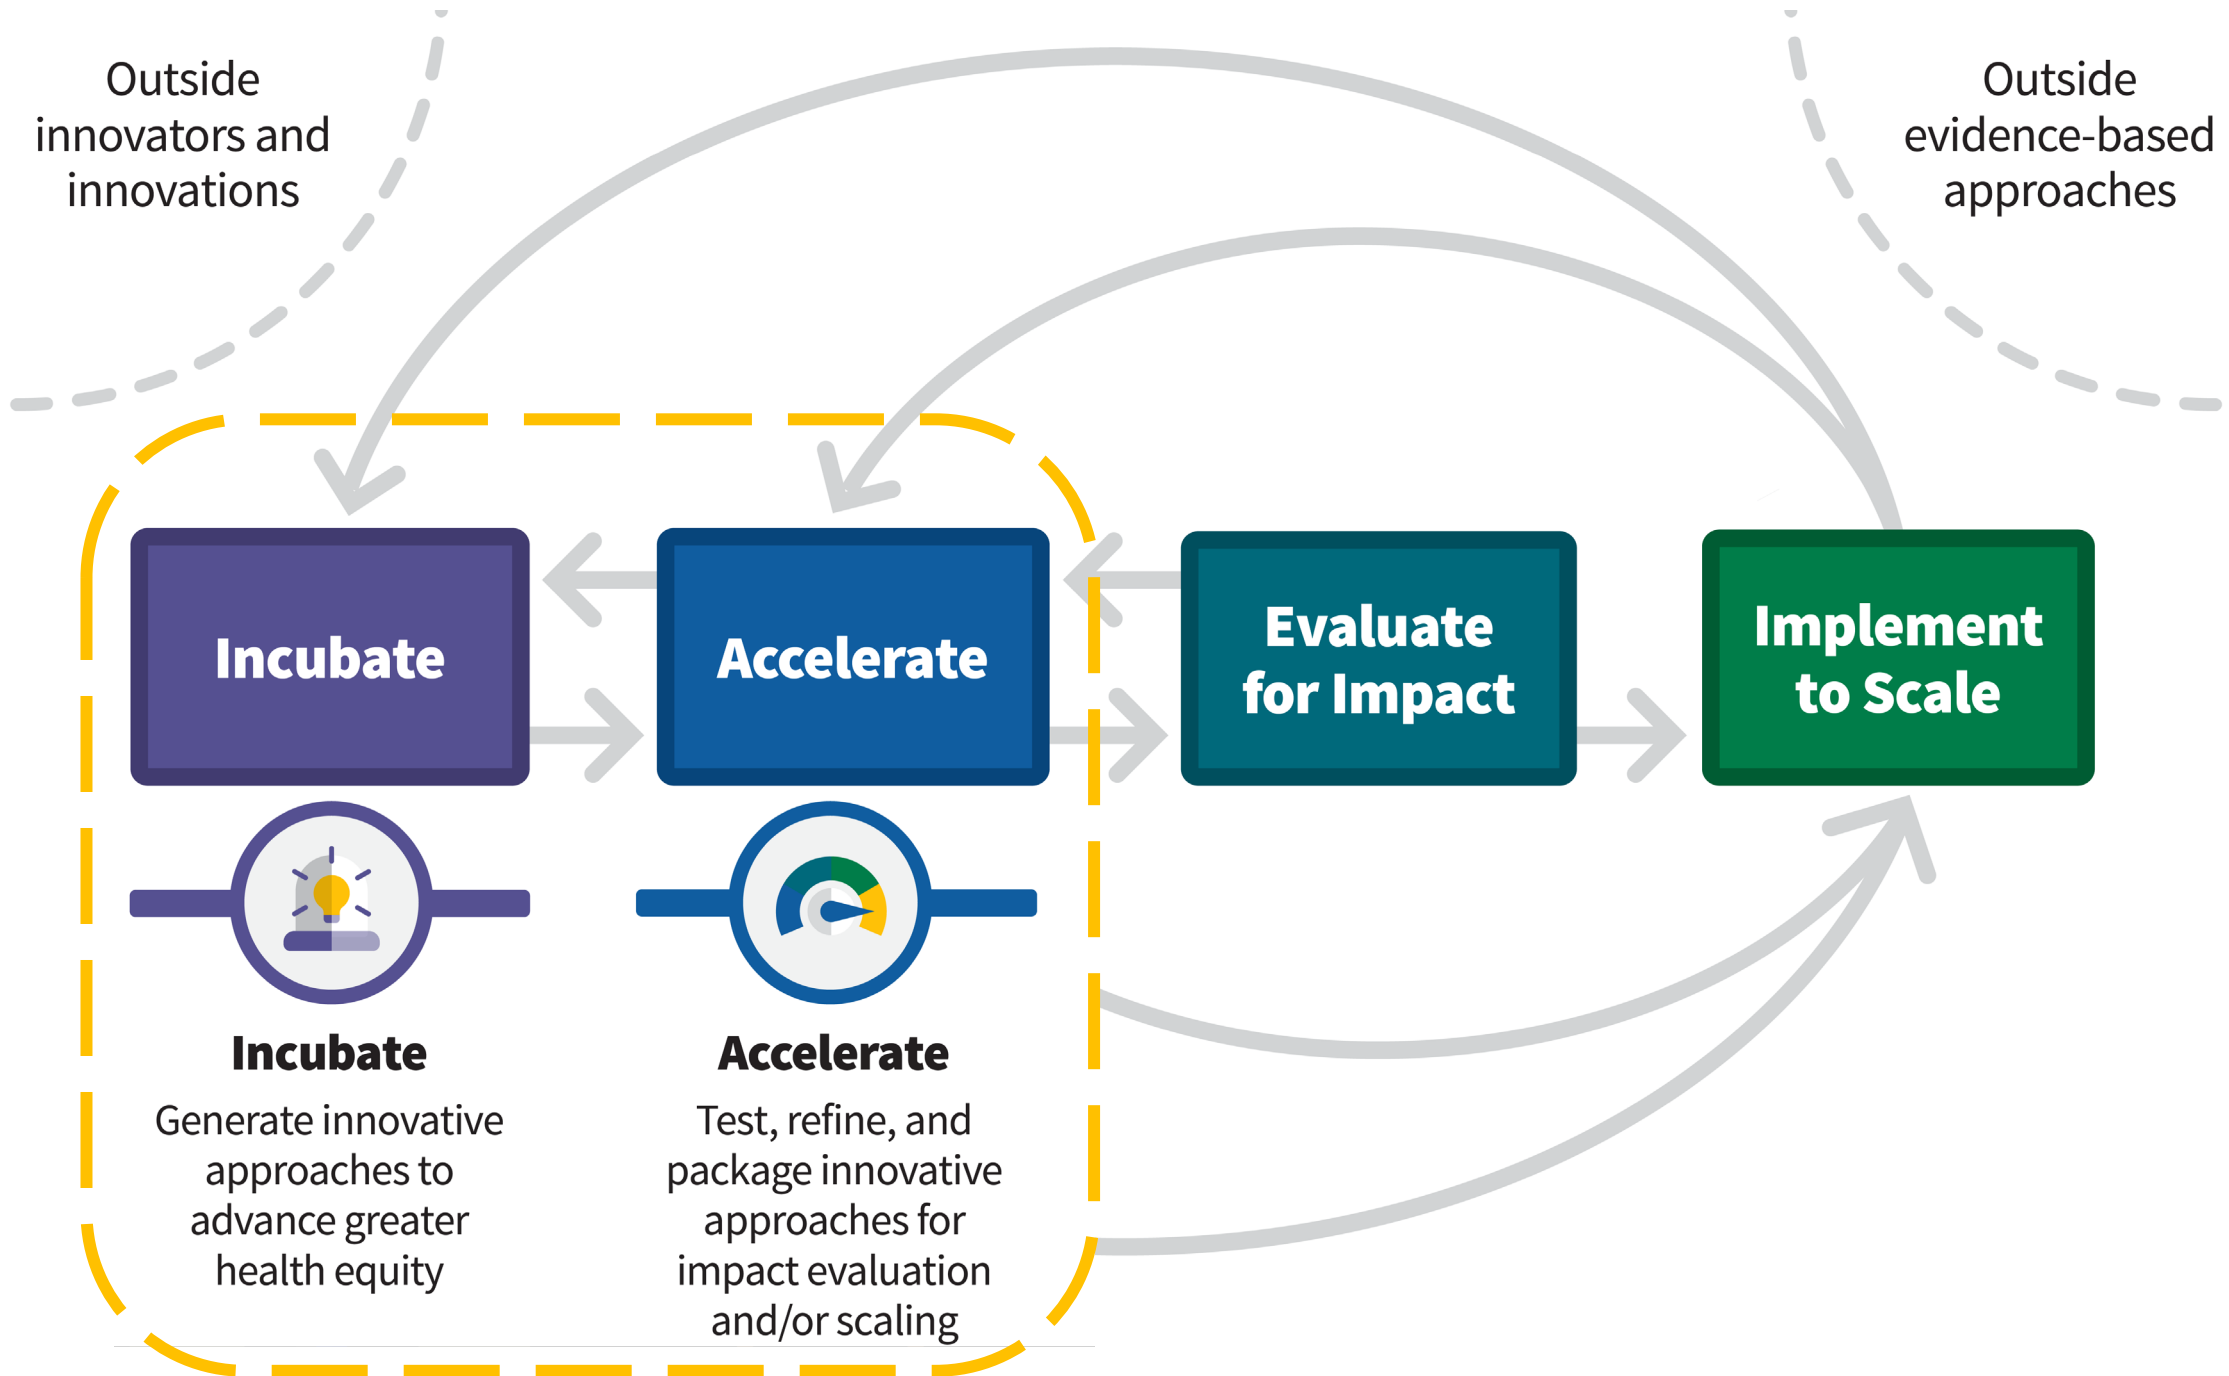 Outside
innovators and
innovations
Outside
evidence-based
approaches
Incubate
Accelerate
Evaluate
for Impact
Implement
to Scale
Incubate
Generate innovative
approaches to
advance greater
health equity
Accelerate
Test, refine, and
package innovative
approaches for
impact evaluation
and/or scaling